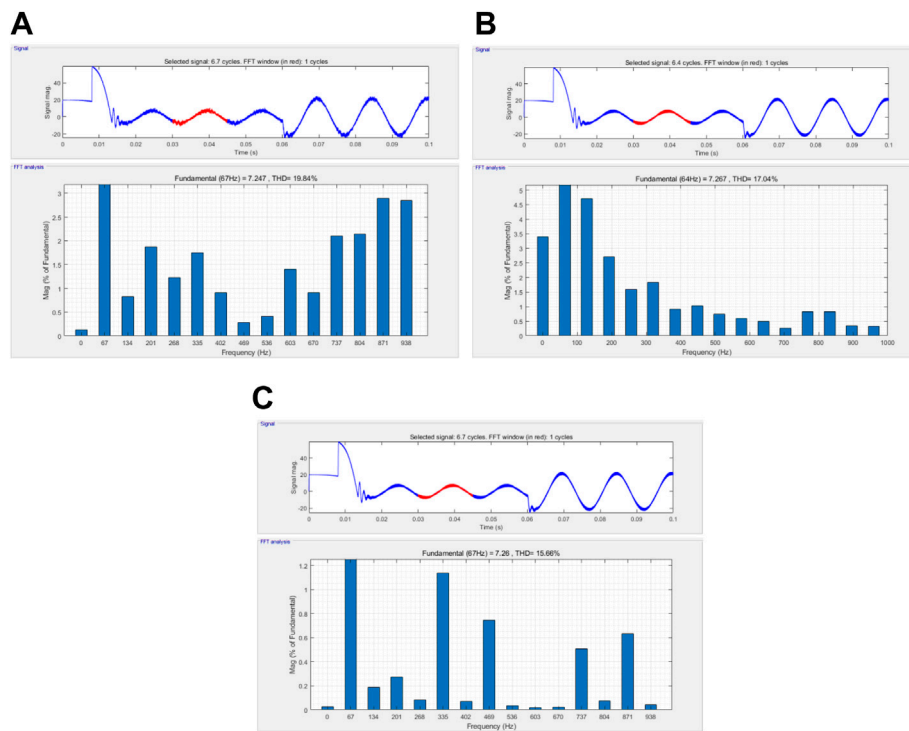 A
Signal
Selected signal: 6.7 cycles. FFT window (in red): 1 cycles
Signal mag.
40
20
0
-20
0 0.01 0.02 0.03 0.04 0.05 0.06 0.07 0.08 0.09 0.1
Time (s)
FFT analysis
Fundamental (67Hz) = 7.247 , THD= 19.84%
Mag (% of Fundamental)
3
2.5
2
1.5
1
0.5
0
0 67 134 201 268 335 402 489 536 603 670 737 804 871 938
Frequency (Hz)
B
Signal
Selected signal: 6.4 cycles. FFT window (in red): 1 cycles
Signal mag.
40
20
0
-20
0 0.01 0.02 0.03 0.04 0.05 0.06 0.07 0.08 0.09 0.1
Time (s)
FFT analysis
Fundamental (64Hz) = 7.267 , THD= 17.04%
Mag (% of Fundamental)
5
4.5
4
3.5
3
2.5
2
1.5
1
0.5
0
0 100 200 300 400 500 600 700 800 900 1000
Frequency (Hz)
C
Signal
Selected signal: 6.7 cycles. FFT window (in red): 1 cycles
Signal mag.
40
20
0
-20
0 0.01 0.02 0.03 0.04 0.05 0.06 0.07 0.08 0.09 0.1
Time (s)
FFT analysis
Fundamental (67Hz) = 7.26 , THD= 15.66%
Mag (% of Fundamental)
1.2
1
0.8
0.6
0.4
0.2
0
0 67 134 201 268 335 402 489 536 603 670 737 804 871 938
Frequency (Hz)